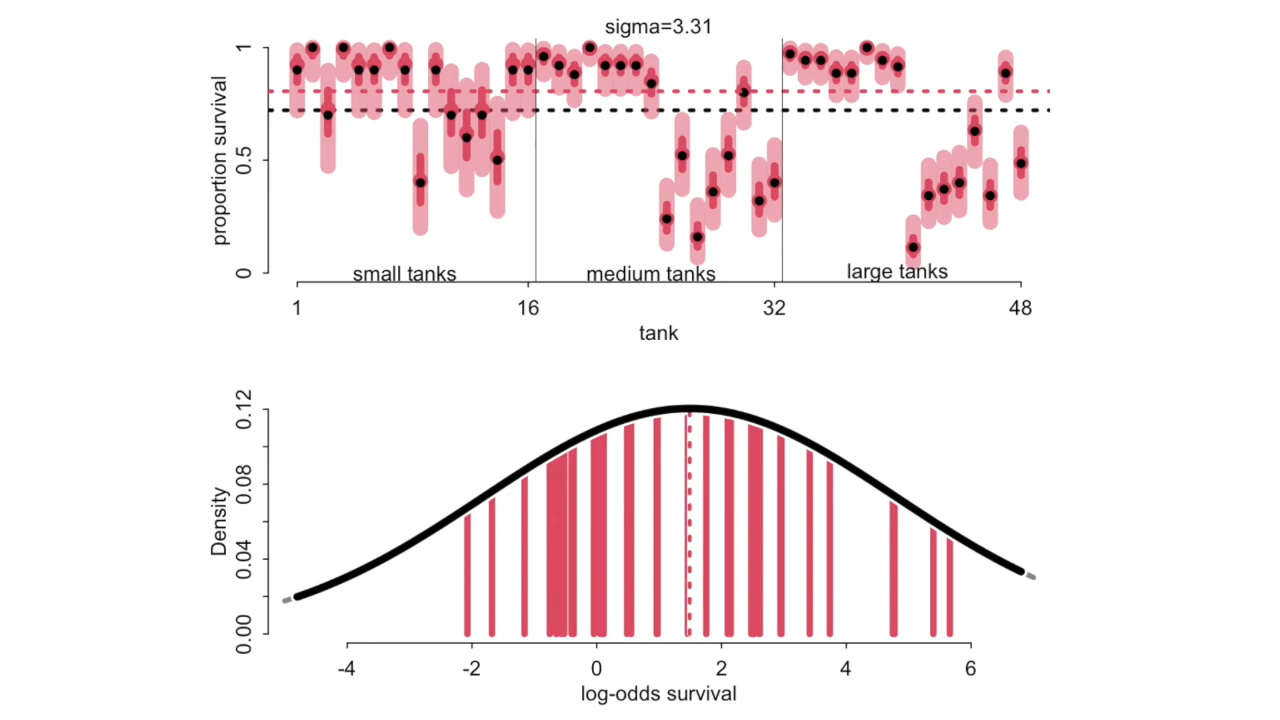 sigma=3.31
proportion survival
1
0.5
0
small tanks
medium tanks
large tanks
1
16
32
48
tank
Density
0.12
0.08
0.04
0.00
-4
-2
0
2
4
6
log-odds survival